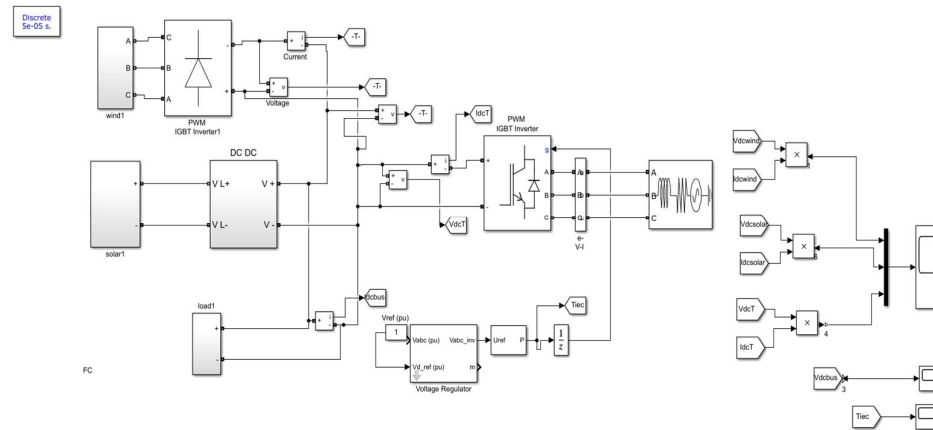 Discrete
5e-05 s.
A
B
C
wind1
C
B
A
-
+
PWM
IGBT Inverter1
+
i
-
Current
-T-
+
v
-
Voltage
-T-
+
v
-
-T-
+
-
solar1
DC DC
V L+
V L-
V +
V -
+
i
-
IdcT
+
v
-
VdcT
PWM
IGBT Inverter
g
+
-
A
B
C
A
B
C
a
e-
V-I
A
B
C
load1
+
-
+
i
-
dcbus
FC
Vref (pu)
1
Vabc (pu)
Vabc_inv
Vd_ref (pu)
m
Voltage Regulator
Uref
P
Tiec
1
z
Vdcwind
Idcwind
×
Vdcsolar
Idcsolar
×
VdcT
IdcT
×
4
Vdcbus
3
Tiec